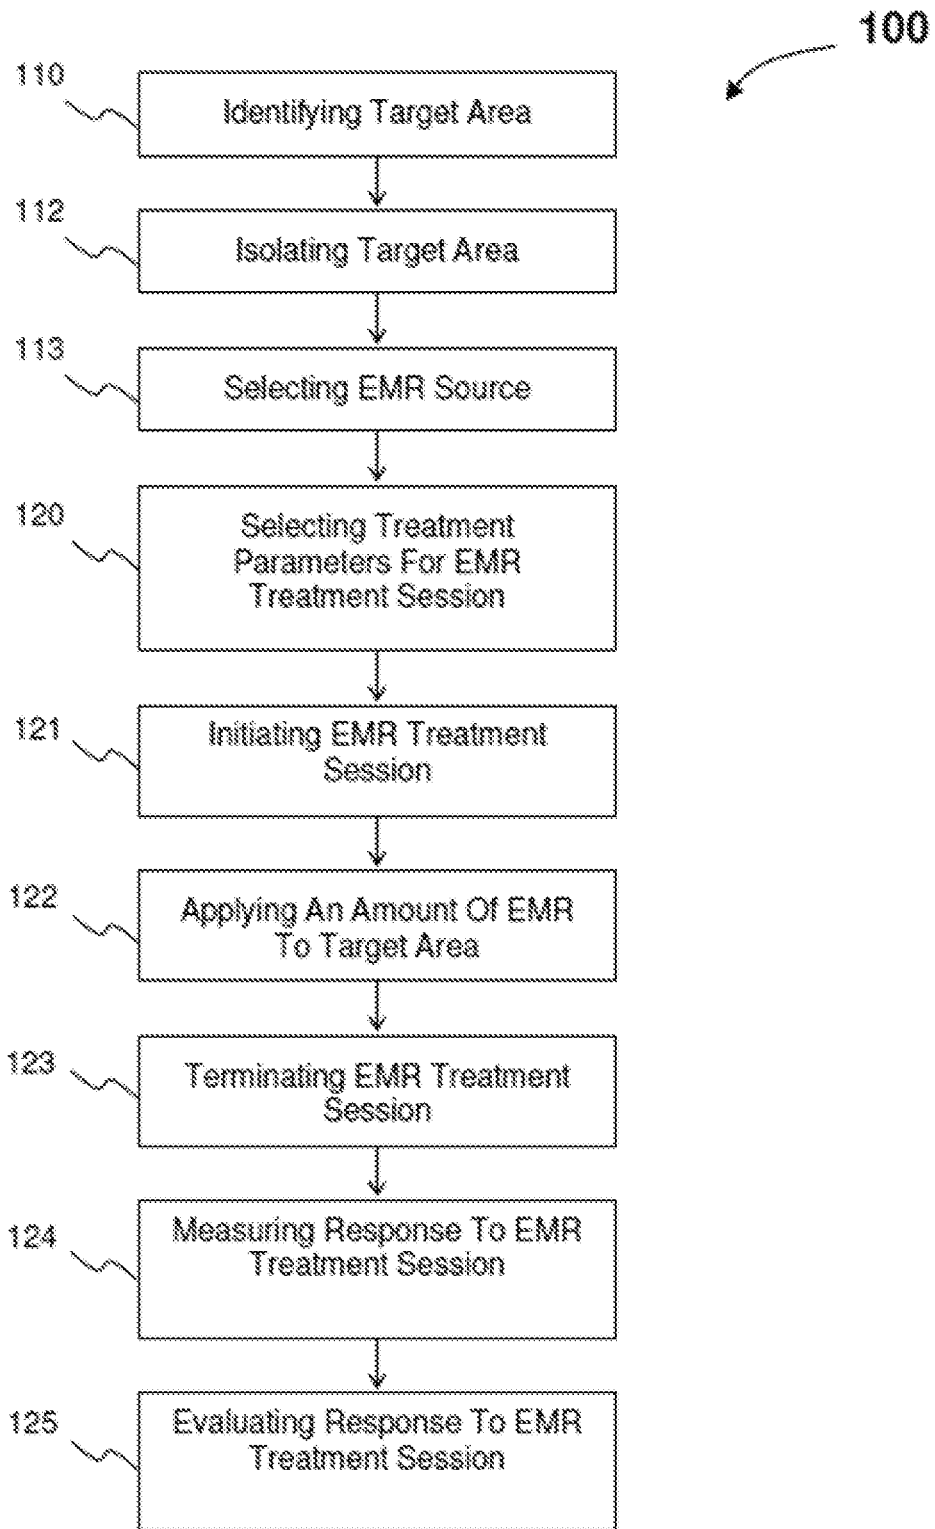 100
110
Identifying Target Area
112
Isolating Target Area
113
Selecting EMR Source
120
Selecting Treatment
Parameters For EMR
Treatment Session
121
Initiating EMR Treatment
Session
122
Applying An Amount Of EMR
To Target Area
123
Terminating EMR Treatment
Session
124
Measuring Response To EMR
Treatment Session
125
Evaluating Response To EMR
Treatment Session